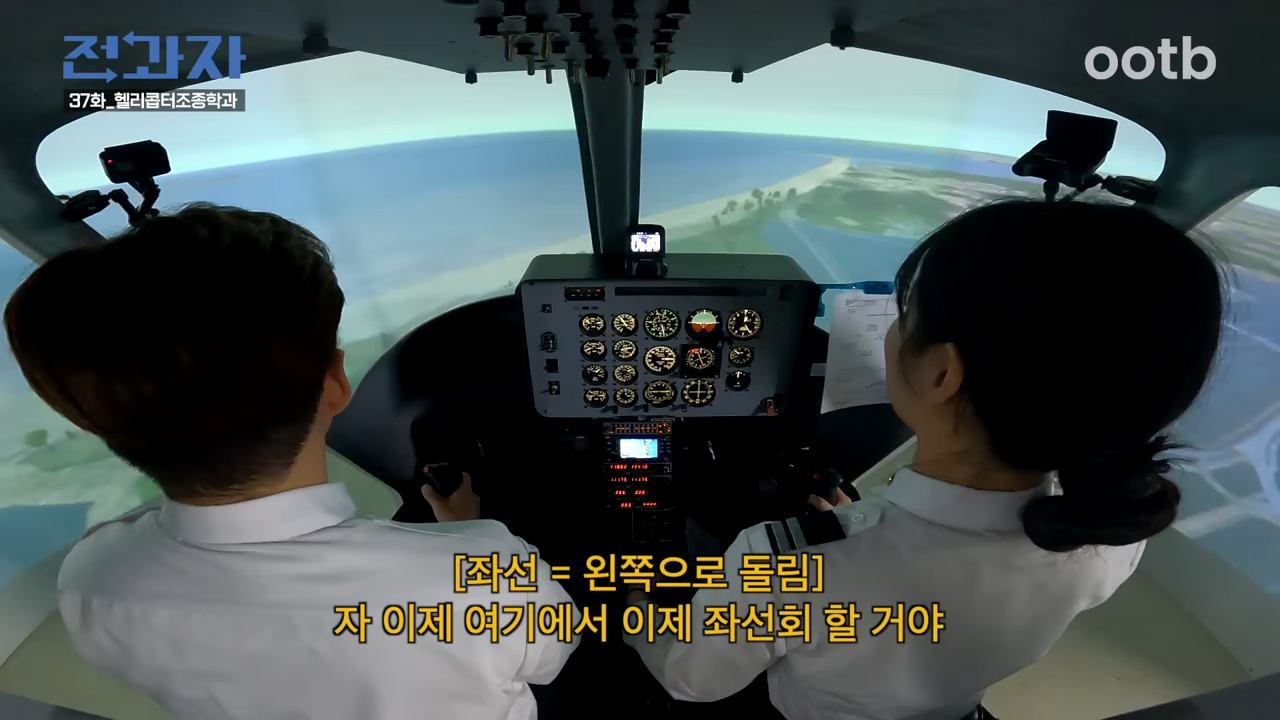 전과자
37화_헬리콥터조종학과
ootb
[좌선 = 왼쪽으로 돌림]
자 이제 여기에서 이제 좌선회 할 거야